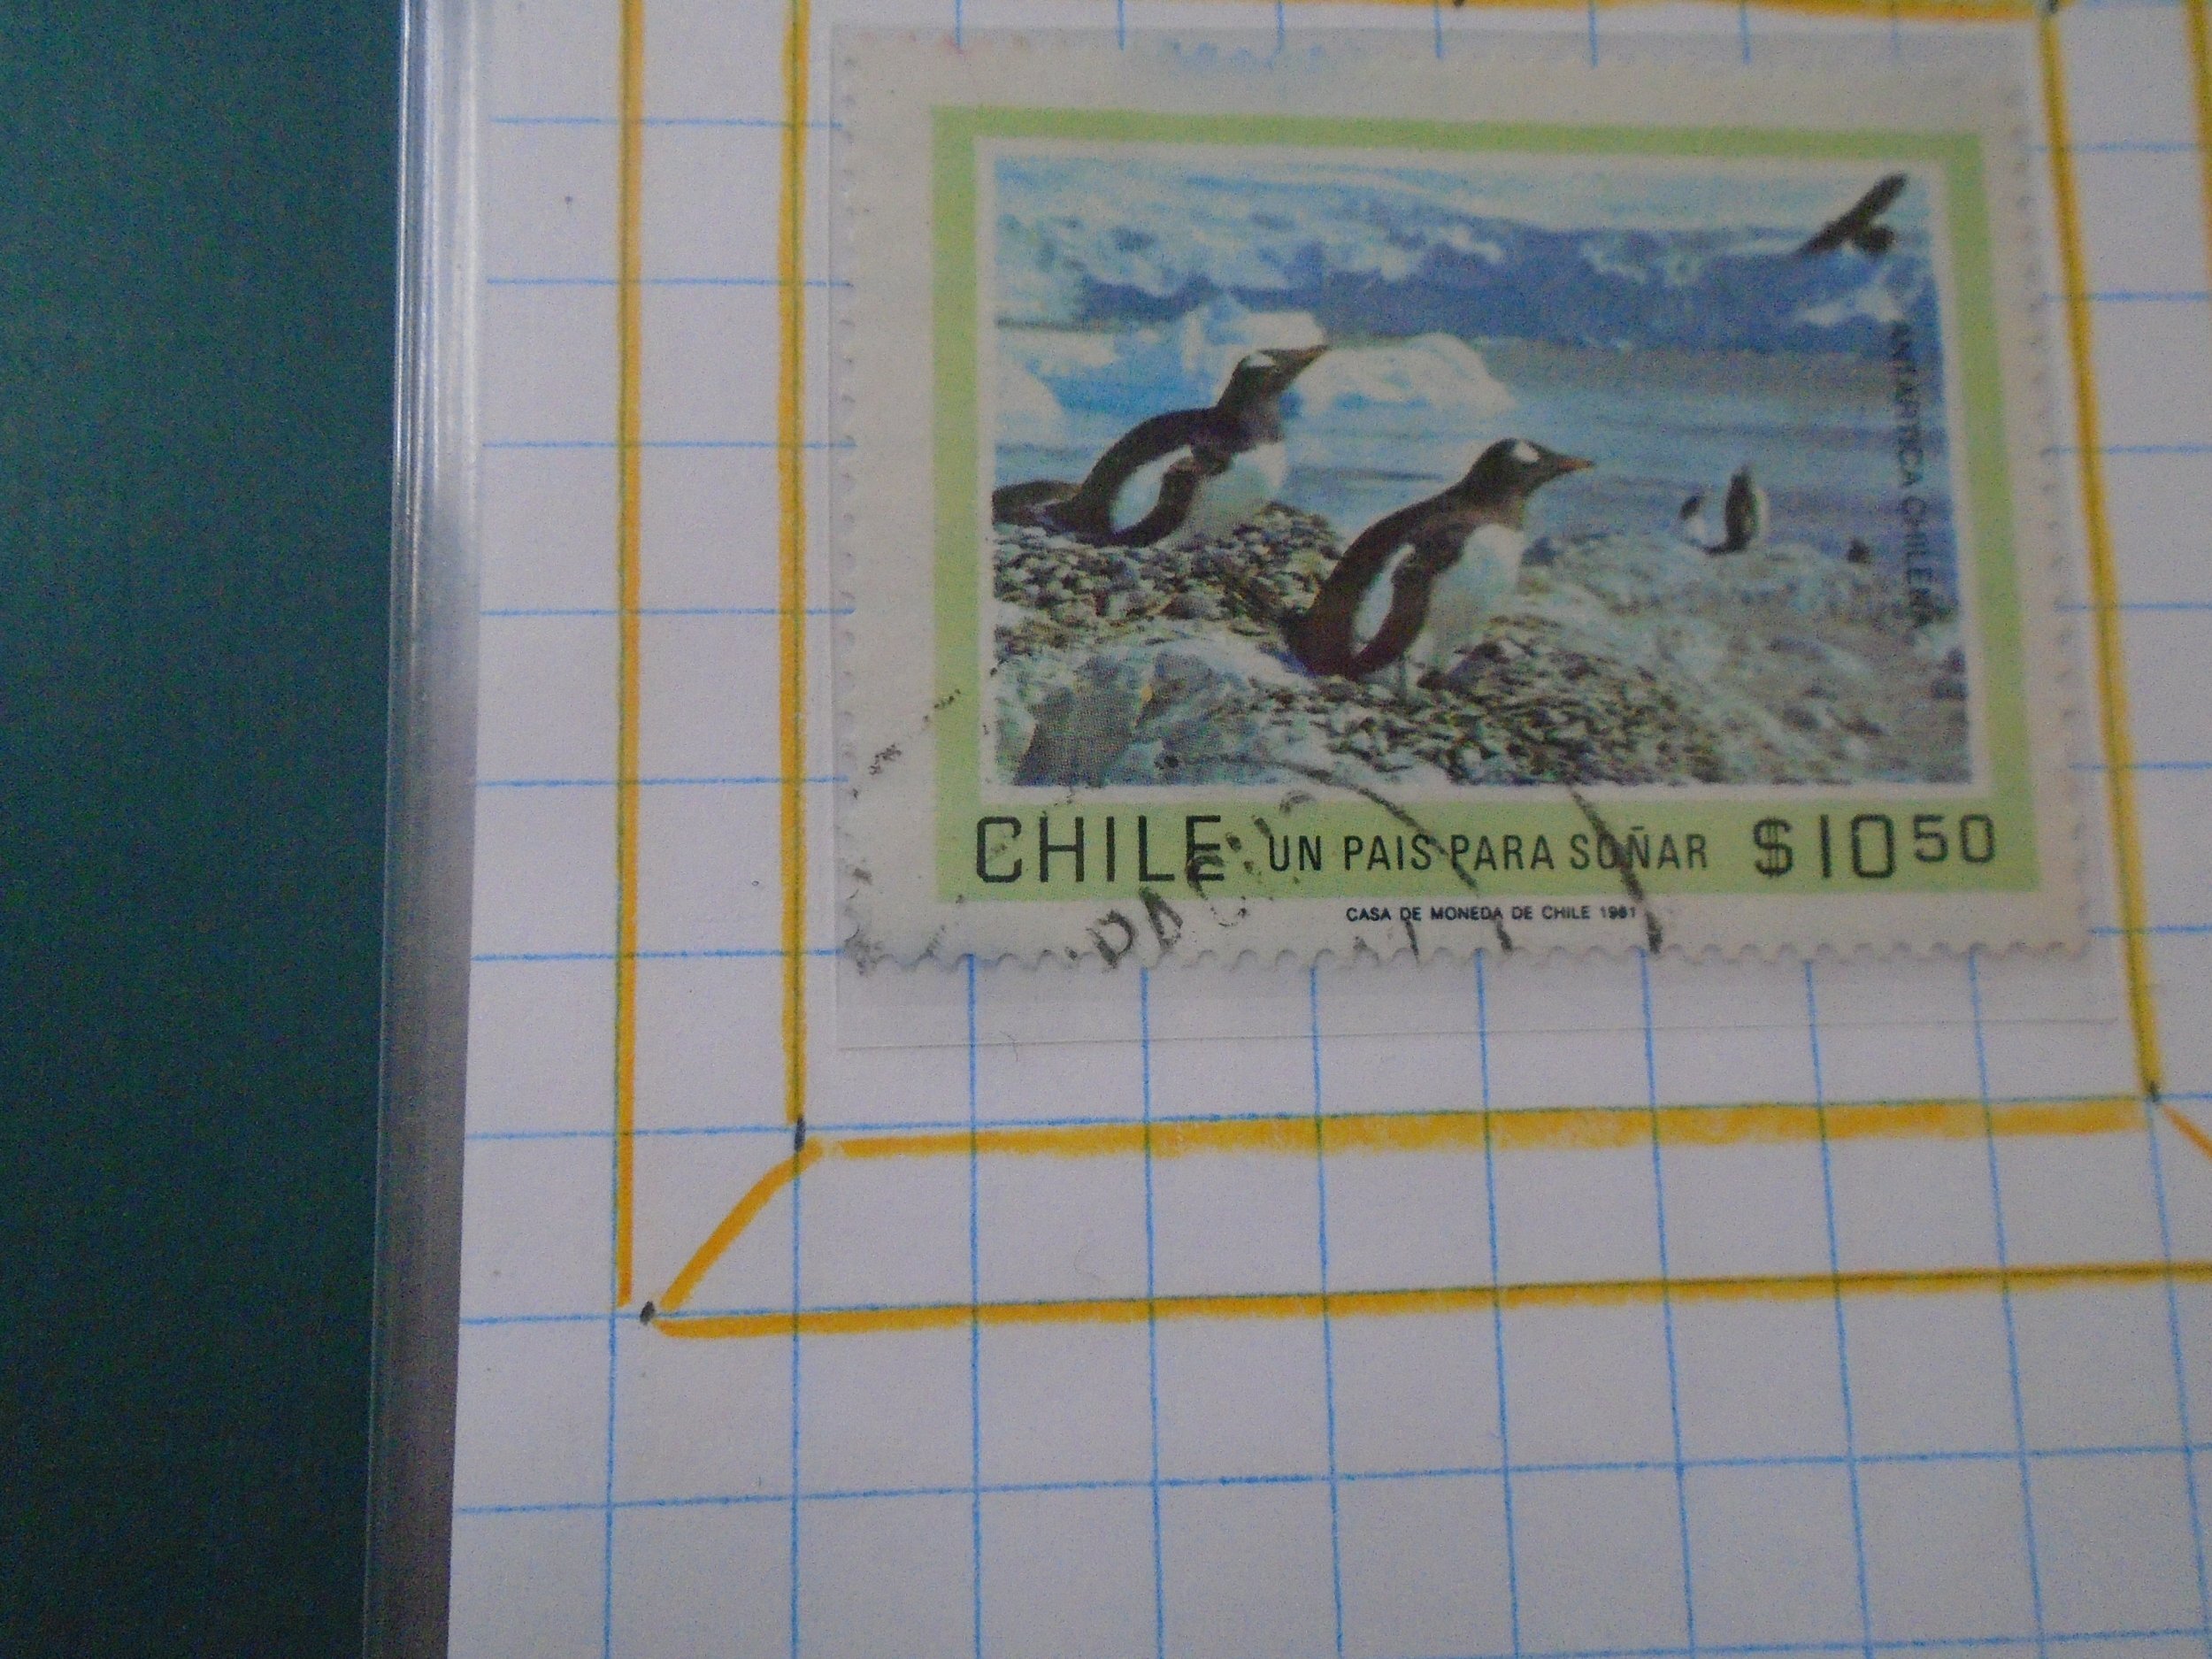 ANTARTICA CHILENA
CHILE UN PAIS PARA SOÑAR $10 50
CASA DE MONEDA DE CHILE 1981